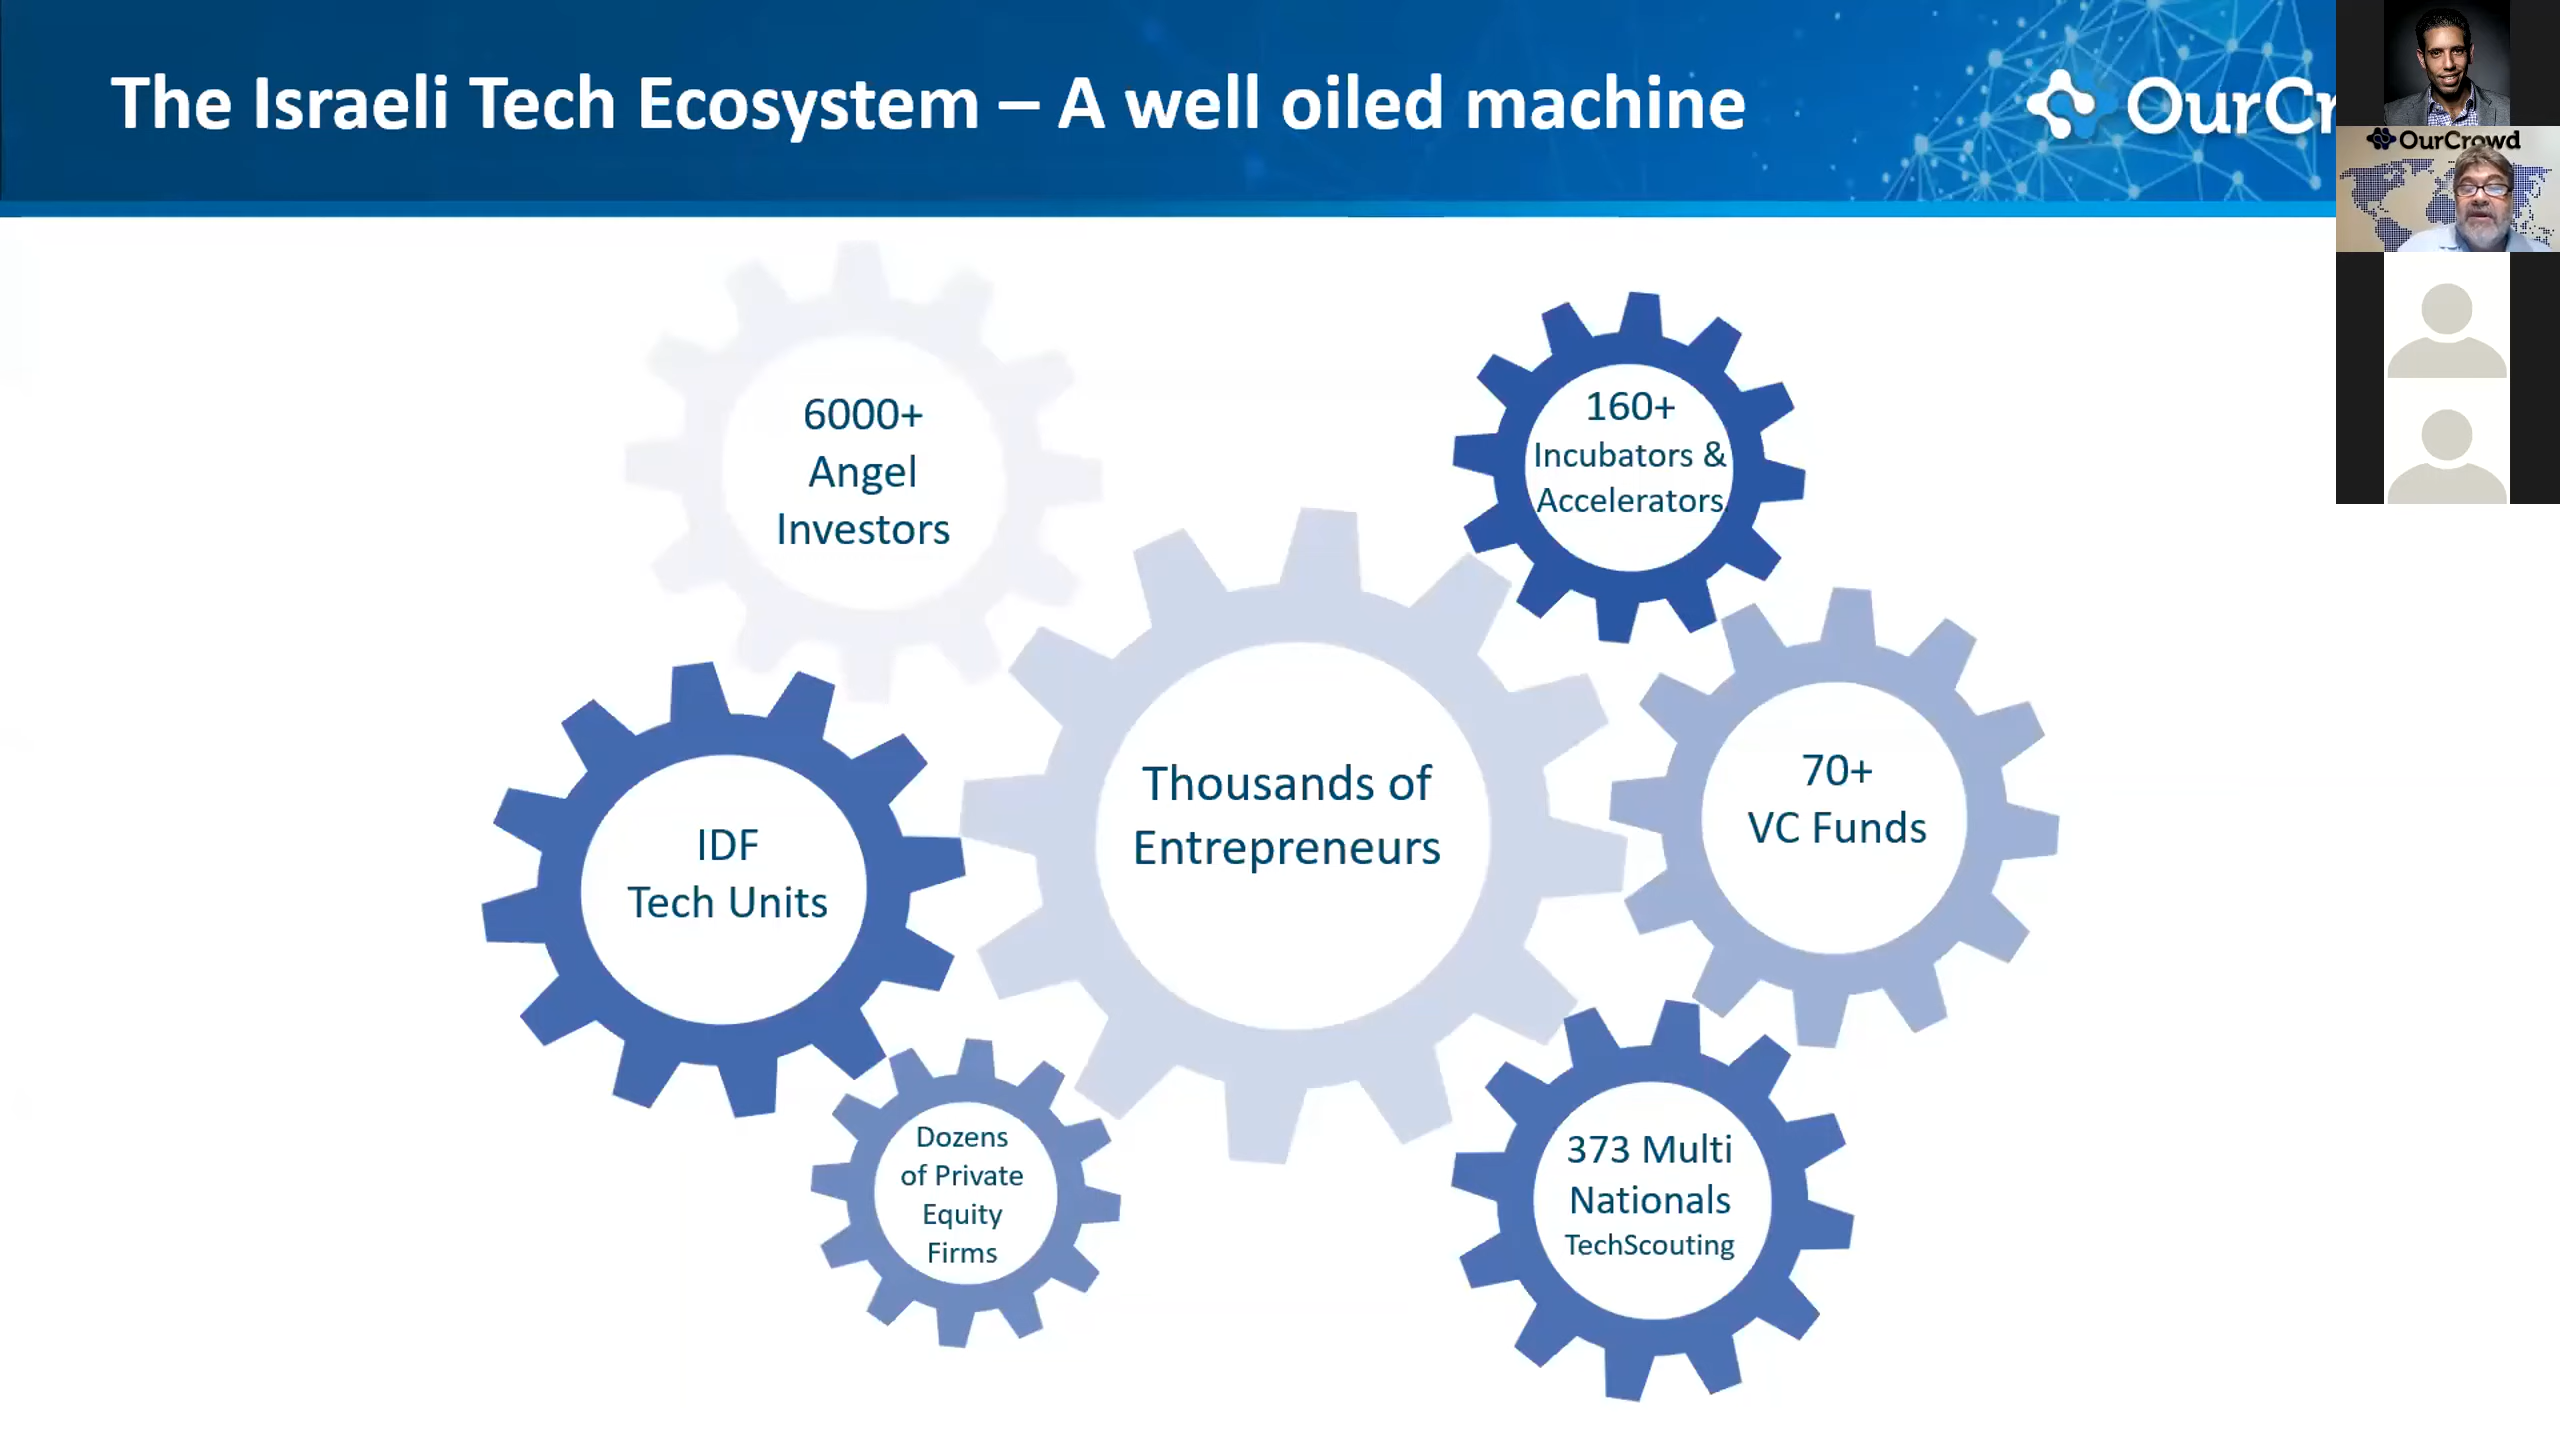 The Israeli Tech Ecosystem – A well oiled machine
OurCr
OurCrowd
6000+
Angel
Investors
160+
Incubators &
Accelerators
Thousands of
Entrepreneurs
70+
VC Funds
IDF
Tech Units
Dozens
of Private
Equity
Firms
373 Multi
Nationals
TechScouting